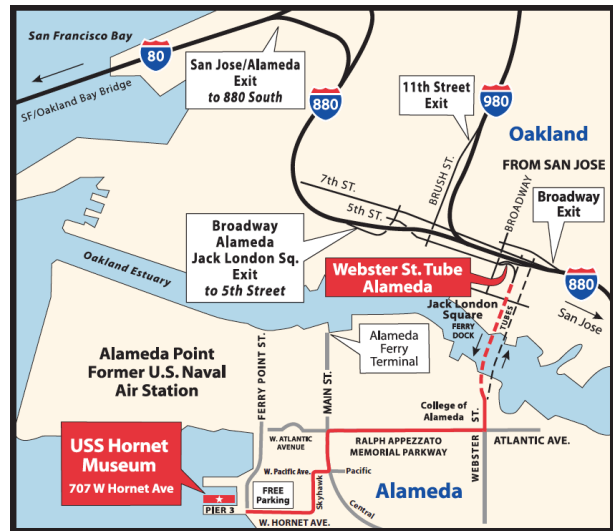 San Francisco Bay
80
SF/Oakland Bay Bridge
San Jose/Alameda
Exit
to 880 South
880
11th Street
Exit
980
Oakland
FROM SAN JOSE
7th ST.
5th ST.
BRUSH ST.
BROADWAY
Broadway
Exit
Broadway
Alameda
Jack London Sq.
Exit
to 5th Street
Webster St. Tube
Alameda
880
San Jose
Oakland Estuary
Jack London
Square
FERRY
DOCK
TUBES
Alameda
Ferry
Terminal
Alameda Point
Former U.S. Naval
Air Station
FERRY POINT ST.
MAIN ST.
College of
Alameda
WEBSTER ST.
W. ATLANTIC
AVENUE
RALPH APPEZZATO
MEMORIAL PARKWAY
ATLANTIC AVE.
USS Hornet
Museum
707 W Hornet Ave
PIER 3
W. Pacific Ave.
Pacific
FREE
Parking
Skyhawk
Alameda
Central
W. HORNET AVE.